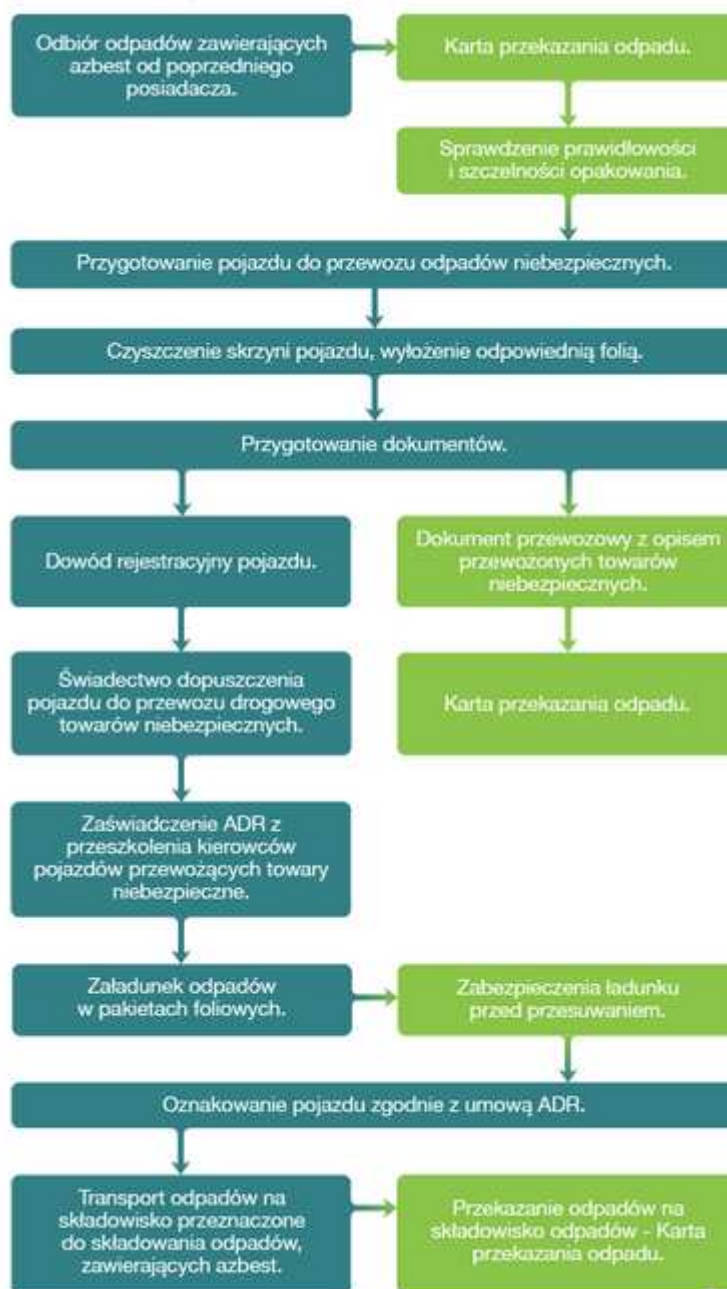 Odbiór odpadów zawierających
azbest od poprzedniego
posiadacza.
Karta przekazania odpadu.
Sprawdzenie prawidłowości
i szczelności opakowania.
Przygotowanie pojazdu do przewozu odpadów niebezpiecznych.
Czyszczenie skrzyni pojazdu, wyłożenie odpowiednią folią.
Przygotowanie dokumentów.
Dowód rejestracyjny pojazdu.
Dokument przewozowy z opisem
przewożonych towarów
niebezpiecznych.
Świadectwo dopuszczenia
pojazdu do przewozu drogowego
towarów niebezpiecznych.
Karta przekazania odpadu.
Zaświadczenie ADR z
przeszkolenia kierowców
pojazdów przewożących towary
niebezpieczne.
Załadunek odpadów
w pakietach foliowych.
Zabezpieczenia ładunku
przed przesuwaniem.
Oznakowanie pojazdu zgodnie z umową ADR.
Transport odpadów na
składowisko przeznaczone
do składowania odpadów,
zawierających azbest.
Przekazanie odpadów na
składowisko odpadów - Karta
przekazania odpadu.